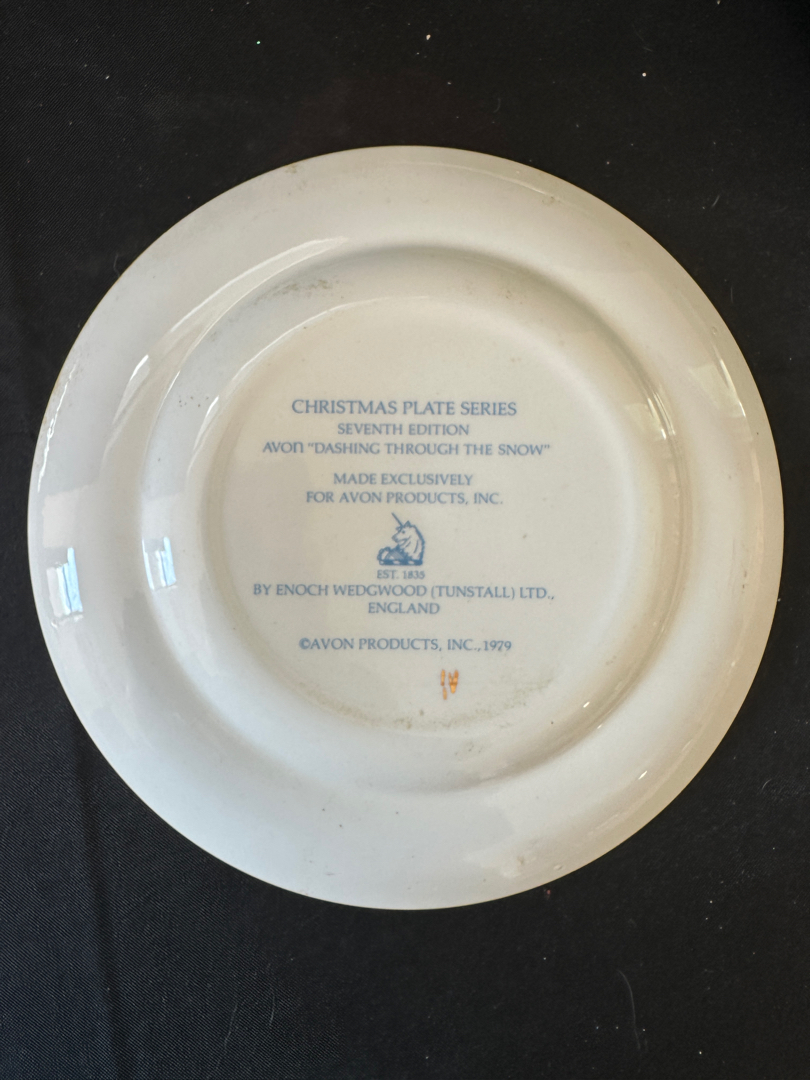 CHRISTMAS PLATE SERIES
SEVENTH EDITION
AVON "DASHING THROUGH THE SNOW"
MADE EXCLUSIVELY
FOR AVON PRODUCTS, INC.
EST. 1835
BY ENOCH WEDGWOOD (TUNSTALL) LTD.,
ENGLAND
©AVON PRODUCTS, INC., 1979